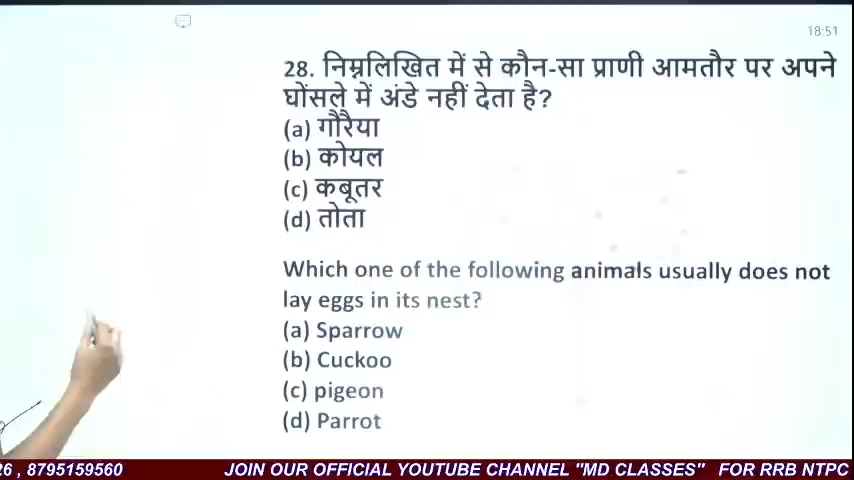 18:51
28. निम्नलिखित में से कौन-सा प्राणी आमतौर पर अपने
घोंसले में अंडे नहीं देता है?
(a) गौरैया
(b) कोयल
(c) कबूतर
(d) तोता
Which one of the following animals usually does not
lay eggs in its nest?
(a) Sparrow
(b) Cuckoo
(c) pigeon
(d) Parrot
26 , 8795159560 JOIN OUR OFFICIAL YOUTUBE CHANNEL "MD CLASSES" FOR RRB NTPC